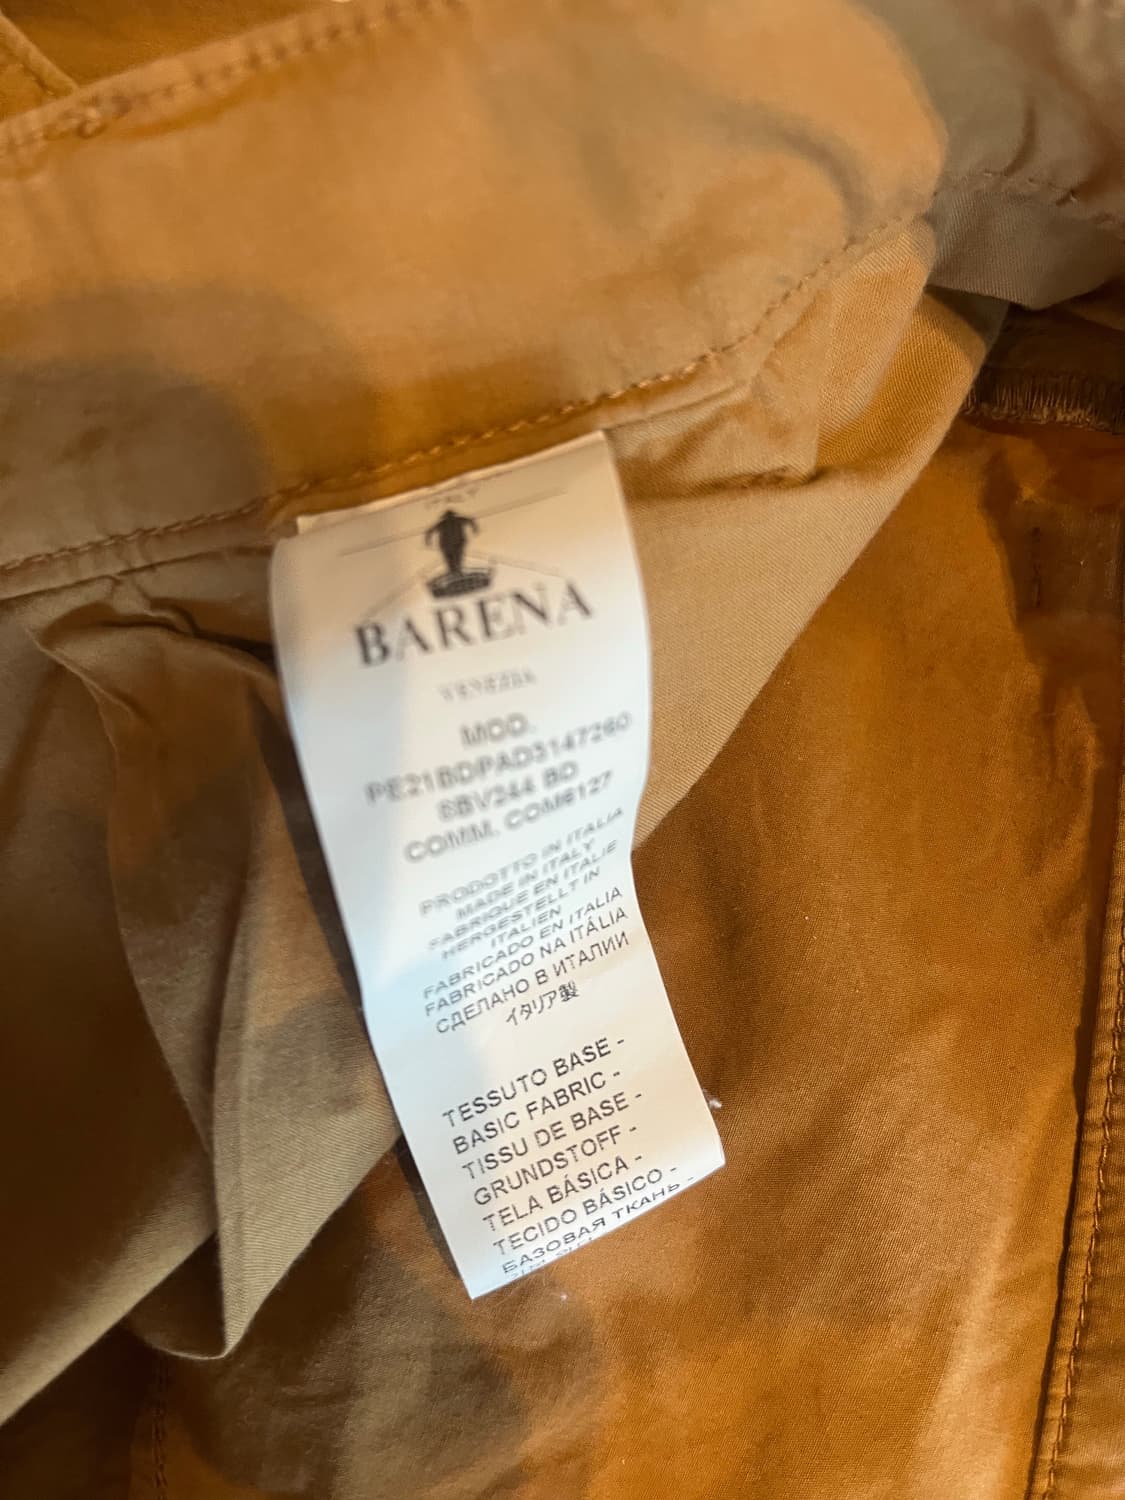 ITALY
BARENA
VENEZIA
MOD.
PE21BDPAD3147260
SBV244 BD
COMM. COM6127
PRODOTTO IN ITALIA
MADE IN ITALY
FABRIQUE EN ITALIE
HERGESTELLT IN
ITALIEN
FABRICADO EN ITALIA
FABRICADO NA ITÁLIA
СДЕЛАНО В ИТАЛИИ
イタリア製
TESSUTO BASE -
BASIC FABRIC -
TISSU DE BASE -
GRUNDSTOFF -
TELA BÁSICA -
TECIDO BÁSICO -
БАЗОВАЯ ТКАНЬ -